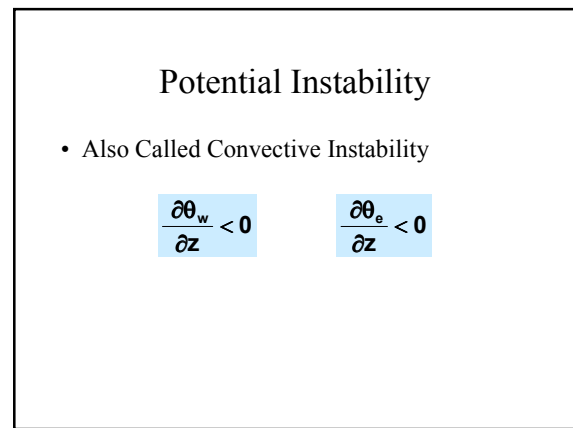 Potential Instability
• Also Called Convective Instability
∂θw/∂z < 0 ∂θe/∂z < 0